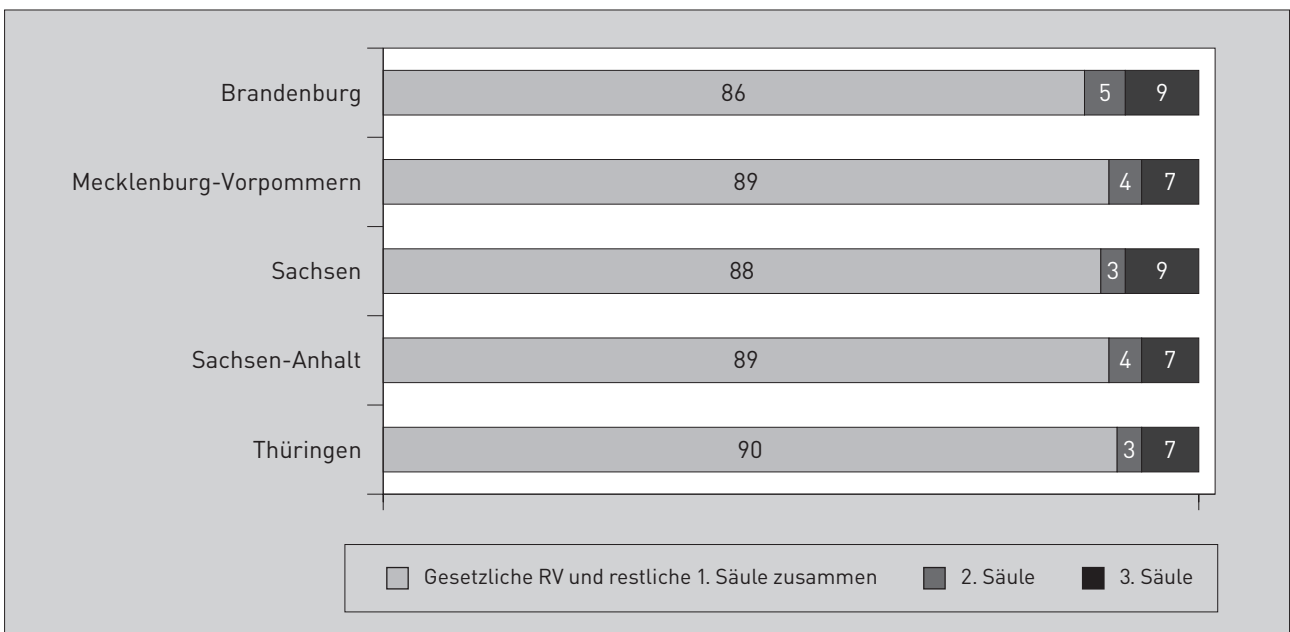 Brandenburg 86 5 9
Mecklenburg-Vorpommern 89 4 7
Sachsen 88 3 9
Sachsen-Anhalt 89 4 7
Thüringen 90 3 7
Gesetzliche RV und restliche 1. Säule zusammen 2. Säule 3. Säule